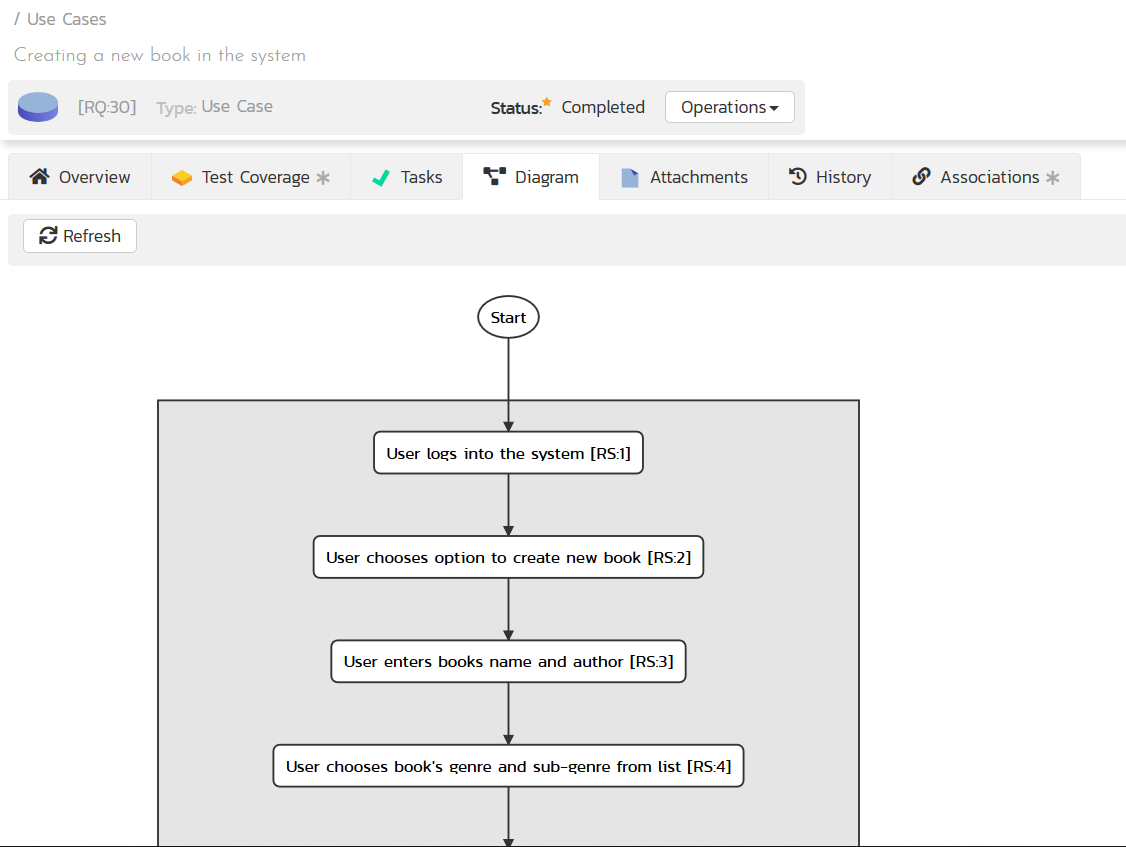 / Use Cases
Creating a new book in the system
[RQ:30] Type: Use Case Status: Completed Operations
Overview Test Coverage Tasks Diagram Attachments History Associations
Refresh
Start
User logs into the system [RS:1]
User chooses option to create new book [RS:2]
User enters books name and author [RS:3]
User chooses book's genre and sub-genre from list [RS:4]